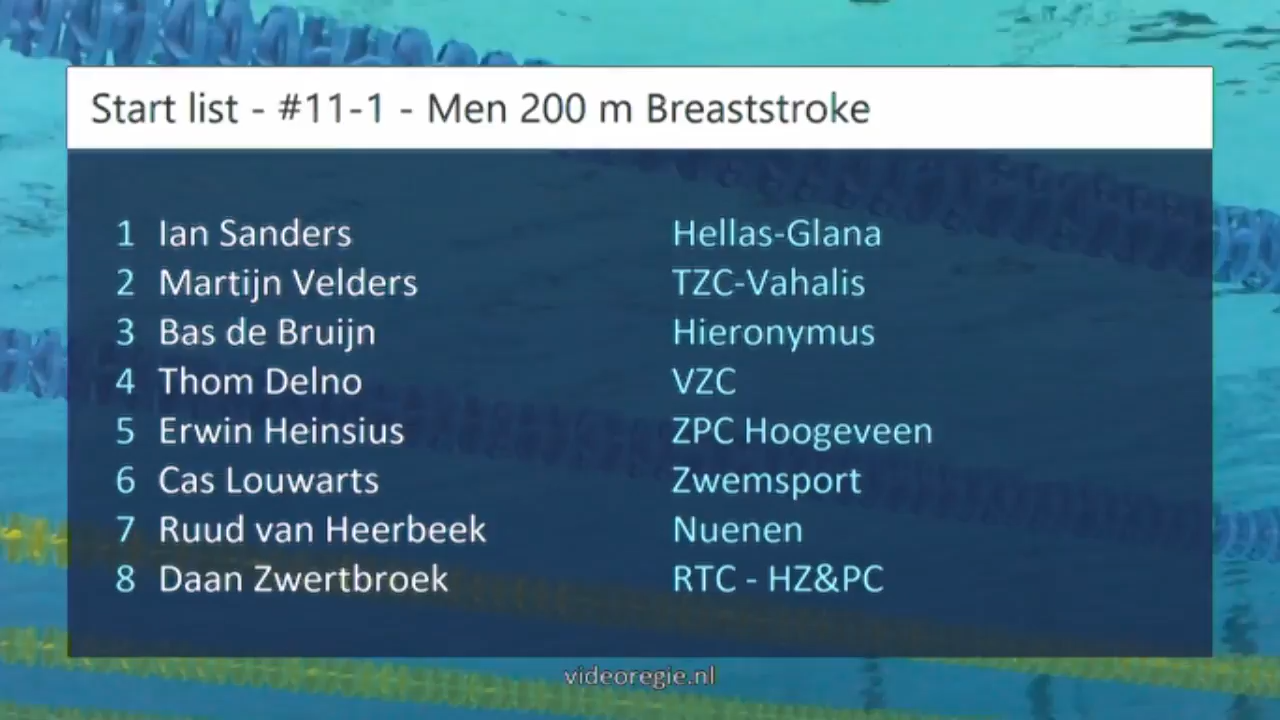 Start list - #11-1 - Men 200 m Breaststroke
1 Ian Sanders Hellas-Glana
2 Martijn Velders TZC-Vahalis
3 Bas de Bruijn Hieronymus
4 Thom Delno VZC
5 Erwin Heinsius ZPC Hoogeveen
6 Cas Louwarts Zwemsport
7 Ruud van Heerbeek Nuenen
8 Daan Zwertbroek RTC - HZ&PC
videoregie.nl